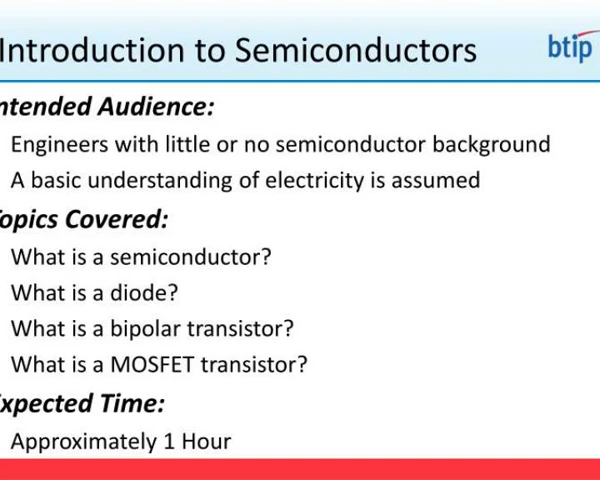 Introduction to Semiconductors
btip
ntended Audience:
Engineers with little or no semiconductor background
A basic understanding of electricity is assumed
opics Covered:
What is a semiconductor?
What is a diode?
What is a bipolar transistor?
What is a MOSFET transistor?
xpected Time:
Approximately 1 Hour